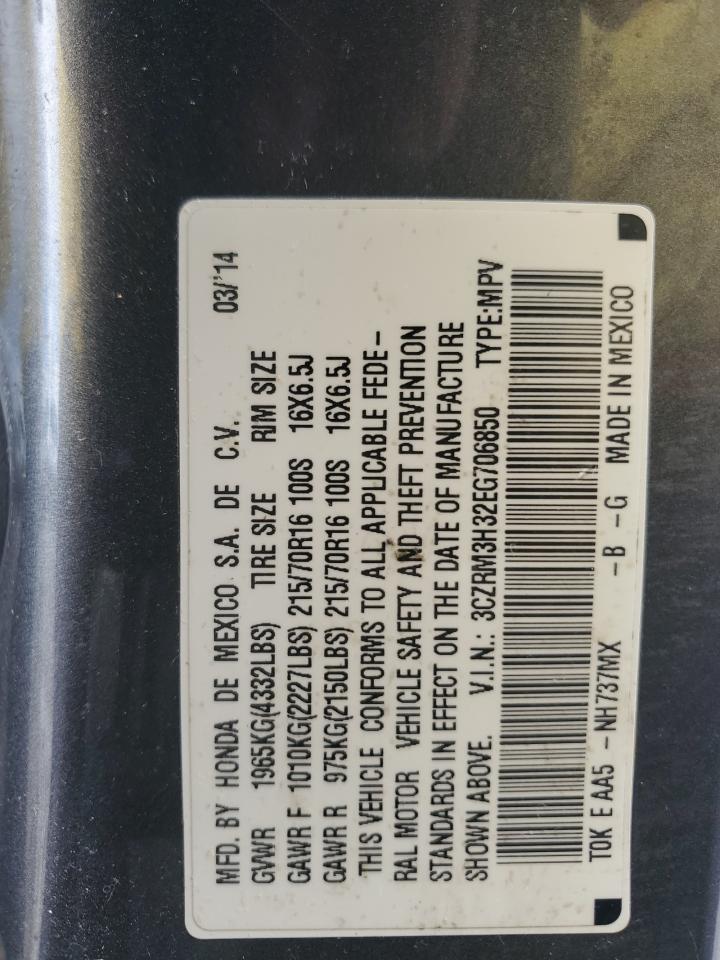 MFD. BY HONDA DE MEXICO S.A. DE C.V. 03/'14
GVWR 1965KG(4332LBS) TIRE SIZE RIM SIZE
GAWR F 1010KG(2227LBS) 215/70R16 100S 16X6.5J
GAWR R 975KG(2150LBS) 215/70R16 100S 16X6.5J
THIS VEHICLE CONFORMS TO ALL APPLICABLE FEDE-
RAL MOTOR VEHICLE SAFETY AND THEFT PREVENTION
STANDARDS IN EFFECT ON THE DATE OF MANUFACTURE
SHOWN ABOVE. V.I.N.: 3CZRM3H32EG706850 TYPE:MPV
T0K E AA5 -NH737MX -B -G MADE IN MEXICO